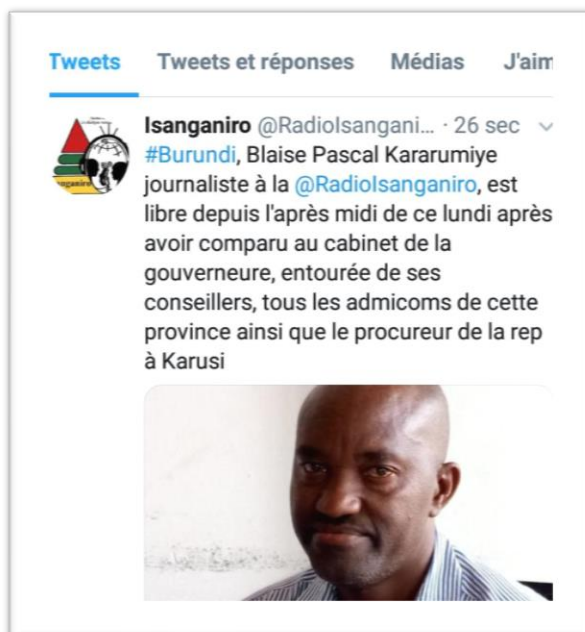 Tweets Tweets et réponses Médias J'aim
Isanganiro @RadioIsangani... · 26 sec
#Burundi, Blaise Pascal Kararumiye
journaliste à la @RadioIsanganiro, est
libre depuis l'après midi de ce lundi après
avoir comparu au cabinet de la
gouverneure, entourée de ses
conseillers, tous les admicoms de cette
province ainsi que le procureur de la rep
à Karusi